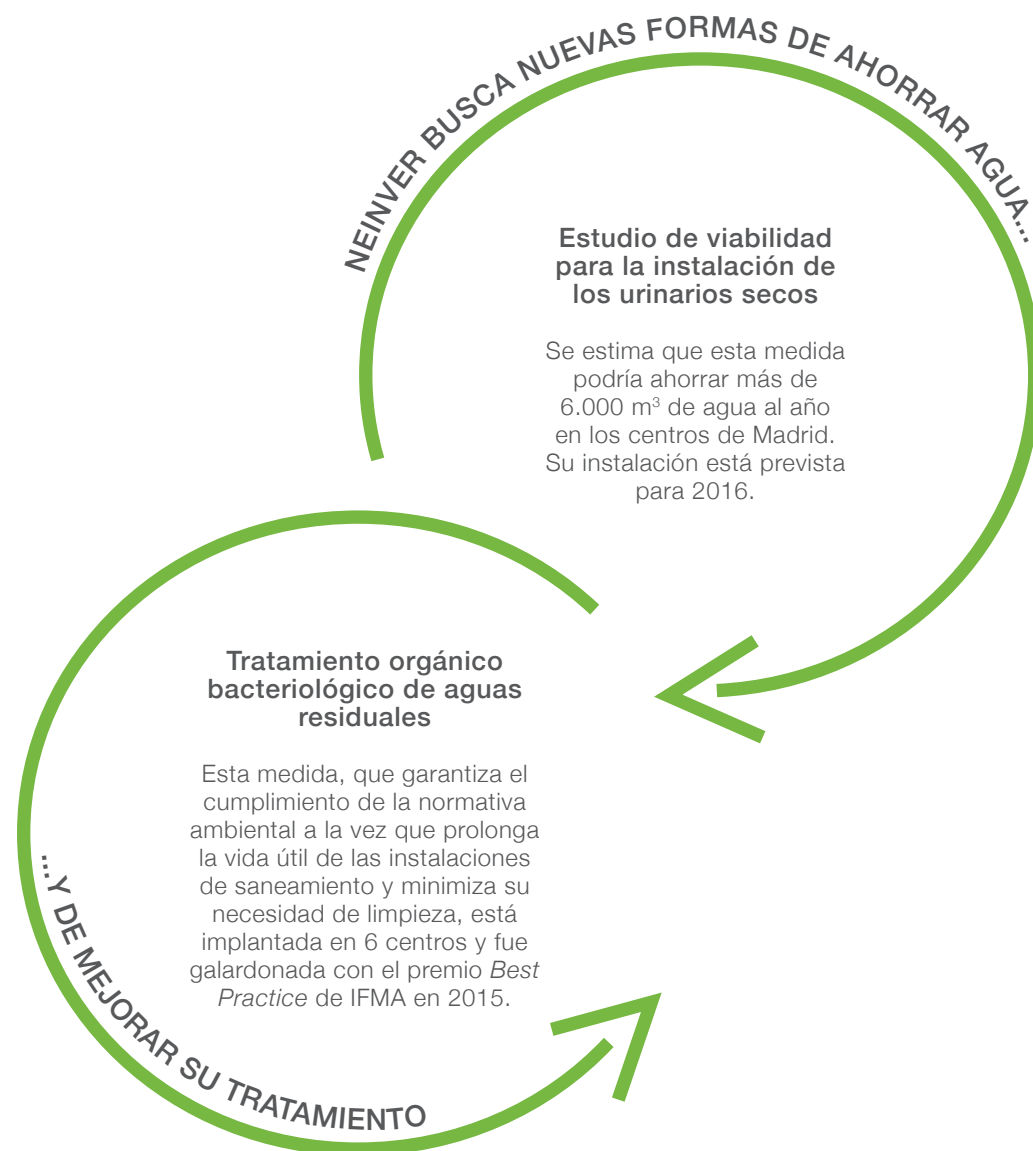 NEINVER BUSCA NUEVAS FORMAS DE AHORRAR AGUA...
Estudio de viabilidad
para la instalación de
los urinarios secos
Se estima que esta medida
podría ahorrar más de
6.000 m³ de agua al año
en los centros de Madrid.
Su instalación está prevista
para 2016.
Tratamiento orgánico
bacteriológico de aguas
residuales
Esta medida, que garantiza el
cumplimiento de la normativa
ambiental a la vez que prolonga
la vida útil de las instalaciones
de saneamiento y minimiza su
necesidad de limpieza, está
implantada en 6 centros y fue
galardonada con el premio Best
Practice de IFMA en 2015.
...Y DE MEJORAR SU TRATAMIENTO